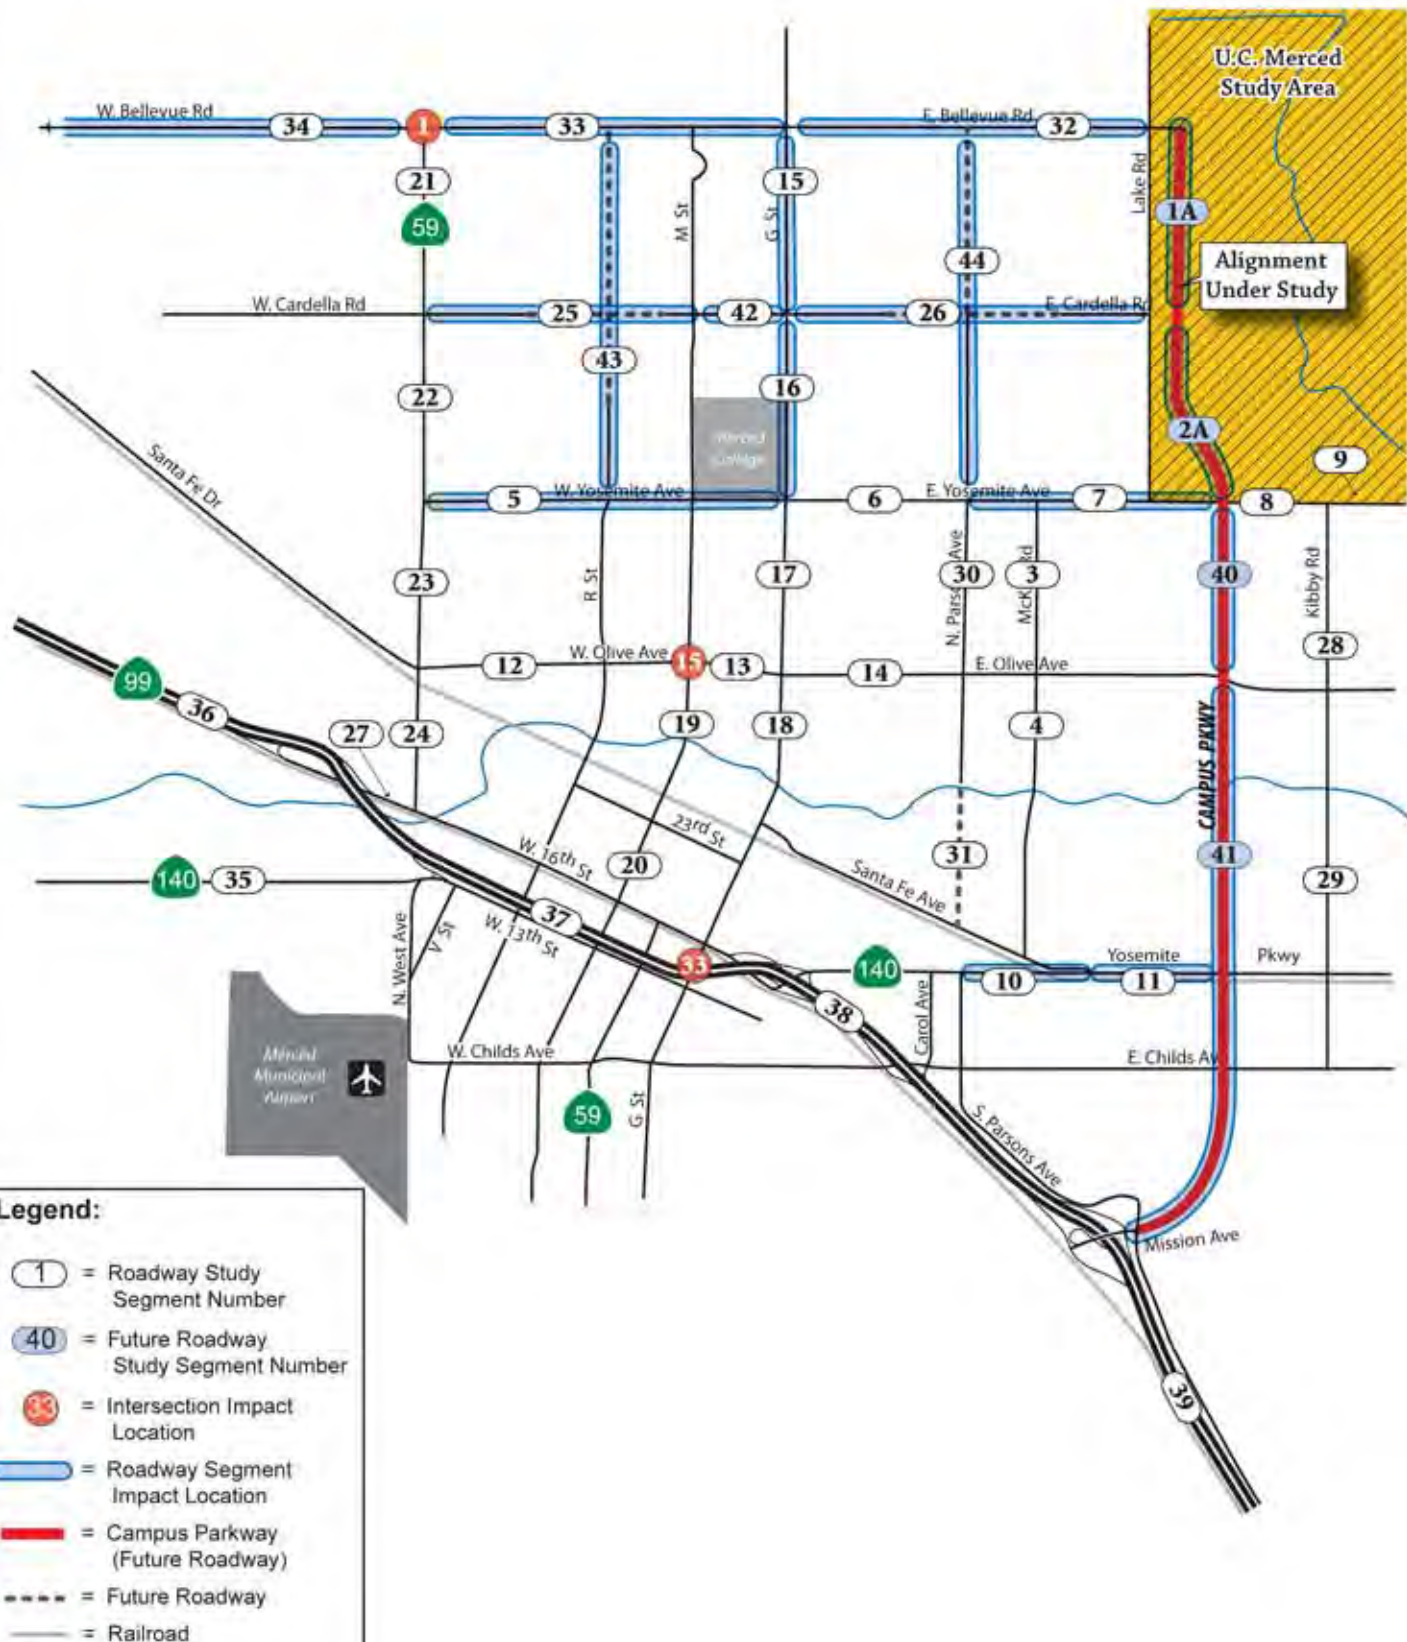 U.C. Merced
Study Area
W. Bellevue Rd
34
1
33
E. Bellevue Rd
32
21
59
M St
G St
15
Lake Rd
1A
44
Alignment
Under Study
W. Cardella Rd
25
42
26
E. Cardella Rd
43
22
16
Merced
College
2A
9
Santa Fe Dr
5
W. Yosemite Ave
6
E. Yosemite Ave
7
8
23
R St
17
30
3
40
Kibby Rd
28
12
W. Olive Ave
15
13
14
E. Olive Ave
99
36
27
24
19
18
4
CAMPUS PKWY
23rd St
W. 16th St
20
31
41
29
Santa Fe Ave
140
35
37
W. 13th St
N. West Ave
V St
33
140
Yosemite
Pkwy
10
11
38
Carol Ave
W. Childs Ave
E. Childs Av
Merced
Municipal
Airport
59
G St
S. Parsons Ave
Mission Ave
39
Legend:
1 = Roadway Study
Segment Number
40 = Future Roadway
Study Segment Number
33 = Intersection Impact
Location
= Roadway Segment
Impact Location
= Campus Parkway
(Future Roadway)
= Future Roadway
= Railroad